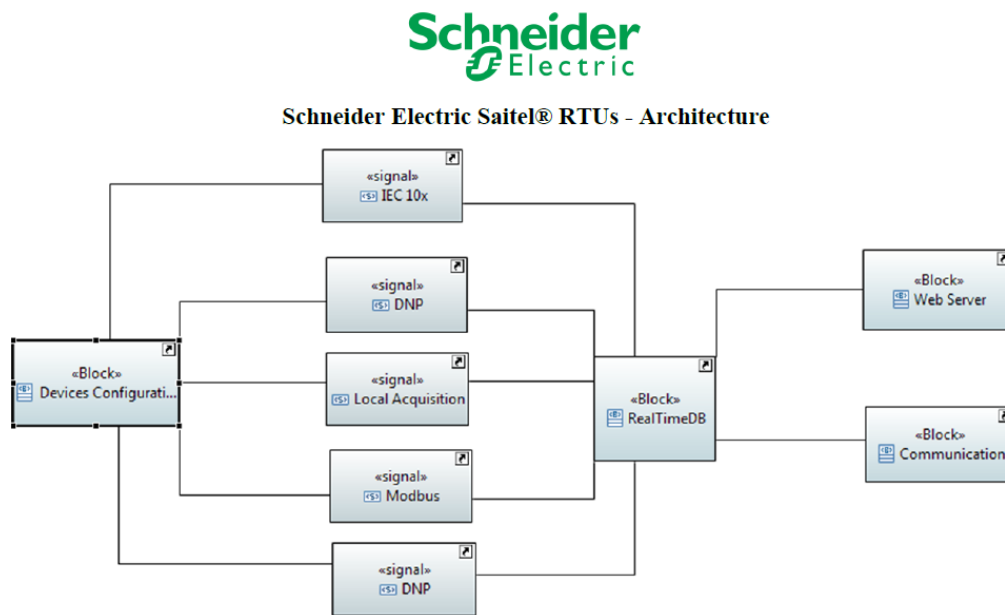 Schneider
Electric
Schneider Electric Saitel® RTUs - Architecture
«signal»
IEC 10x
«signal»
DNP
«signal»
Local Acquisition
«signal»
Modbus
«signal»
DNP
«Block»
Devices Configurati...
«Block»
RealTimeDB
«Block»
Web Server
«Block»
Communication